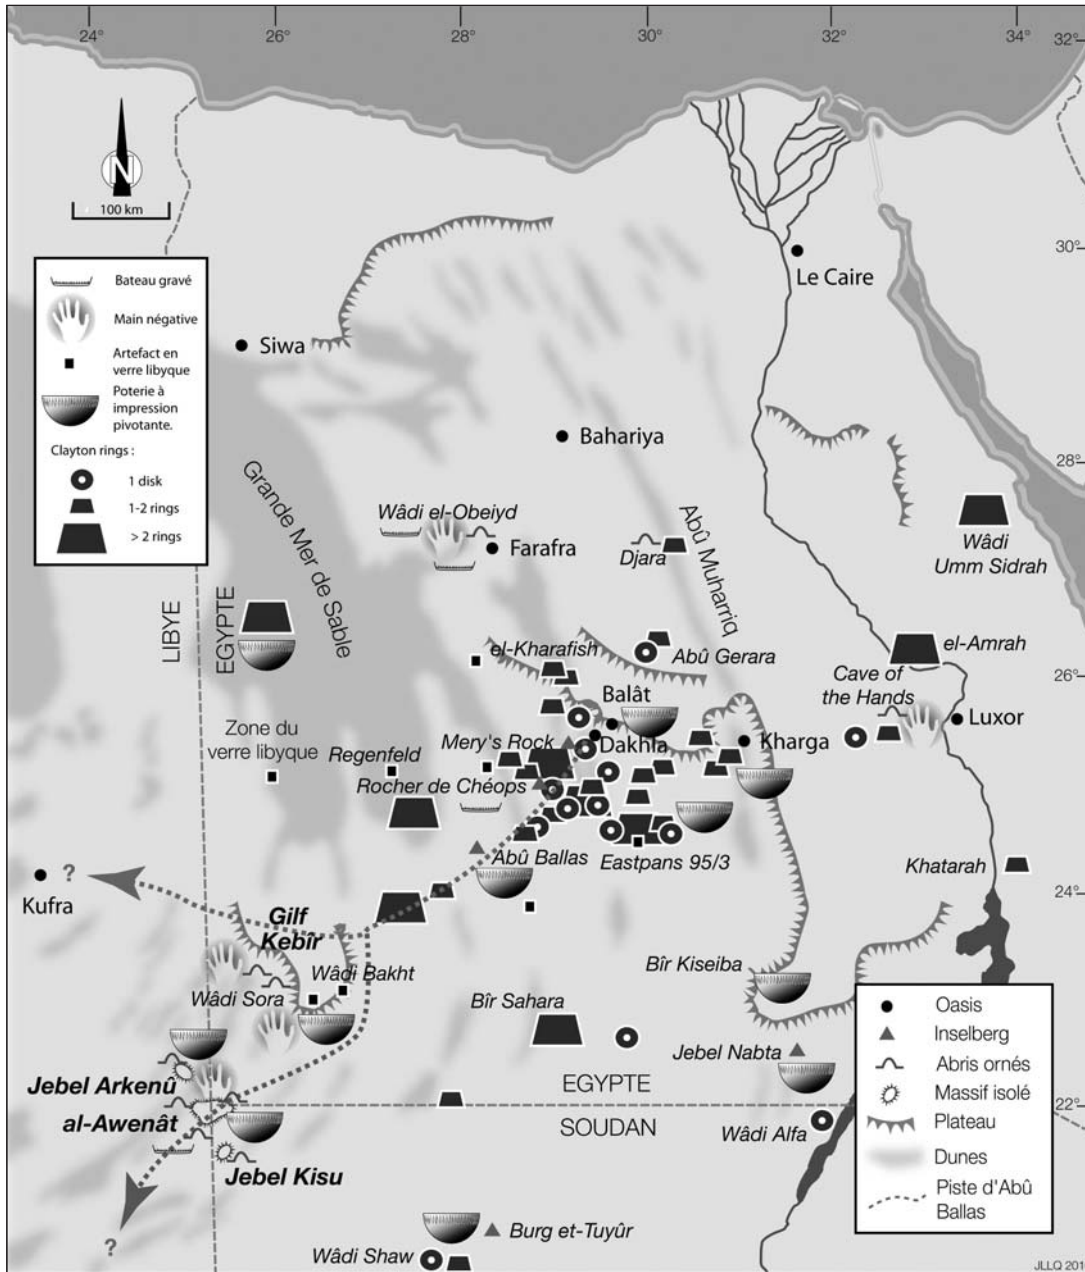 24°
26°
28°
30°
32°
34°
32°
N
100 km
30°
Le Caire
Bateau gravé
Main négative
Artefact en
verre libyque
Poterie à
impression
pivotante.
Clayton rings :
1 disk
1-2 rings
> 2 rings
Siwa
Bahariya
28°
Grande Mer de Sable
Wâdi el-Obeiyd
Farafra
Djara
Abû Muharriq
Wâdi
Umm Sidrah
LIBYE
EGYPTE
el-Kharafish
Abû Gerara
el-Amrah
26°
Cave of
the Hands
Balât
Luxor
Zone du
verre libyque
Regenfeld
Mery's Rock
Dakhla
Kharga
Rocher de Chéops
Abû Ballas
Eastpans 95/3
Khatarah
24°
Kufra
?
Gilf
Kebîr
Wâdi Bakht
Wâdi Sora
Bîr Kiseiba
Bîr Sahara
Jebel Nabta
Jebel Arkenû
al-Awenât
EGYPTE
SOUDAN
22°
Wâdi Alfa
Jebel Kisu
?
Burg et-Tuyûr
Wâdi Shaw
Oasis
Inselberg
Abris ornés
Massif isolé
Plateau
Dunes
Piste d'Abû
Ballas
JLLQ 201